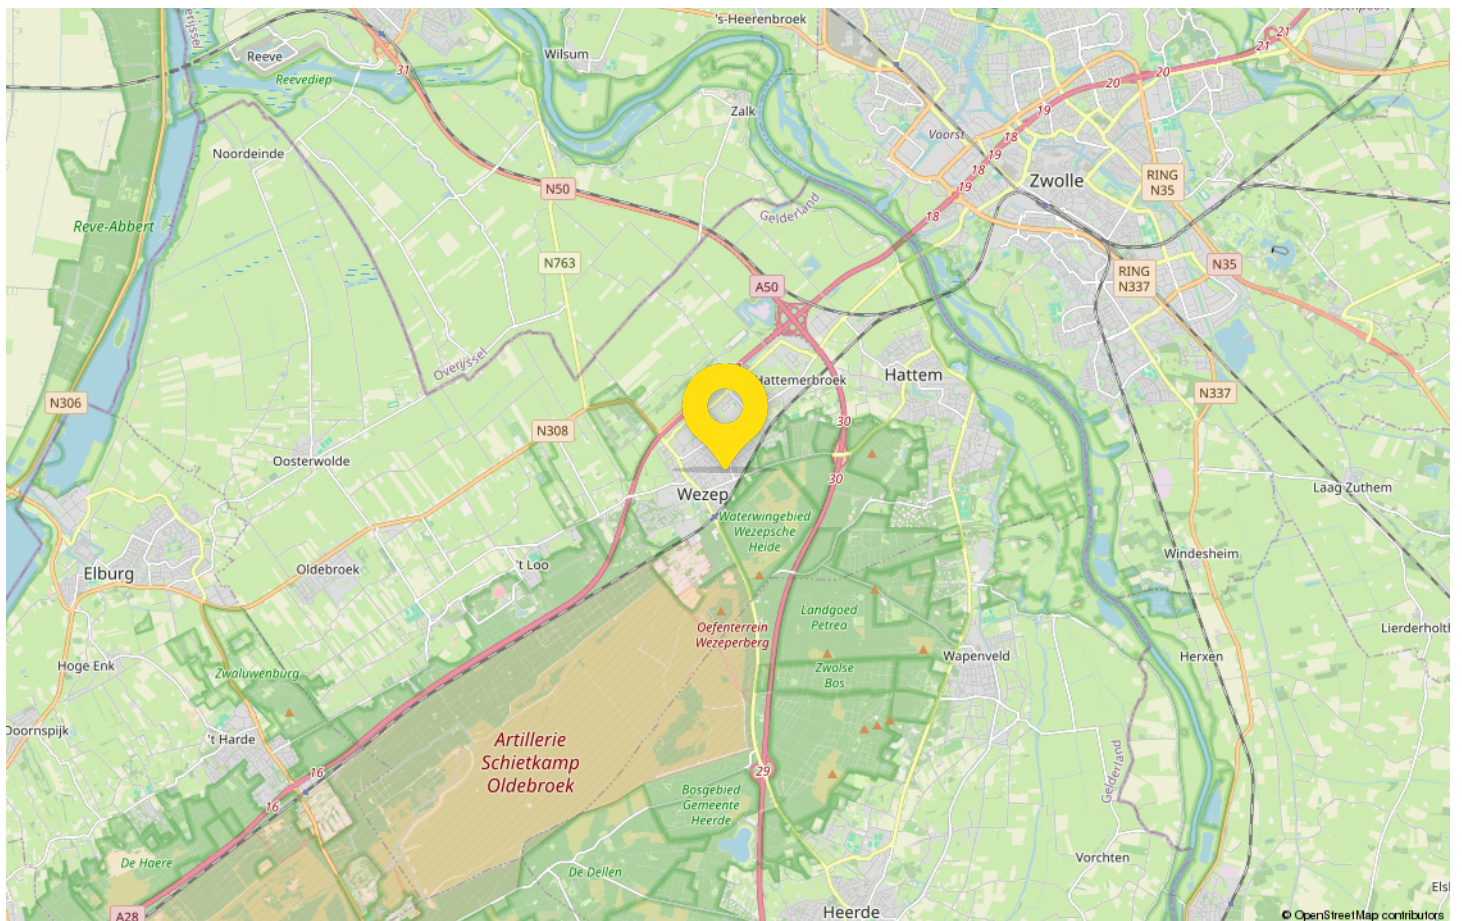 's-Heerenbroek
Reeve
Wilsum
31
Reevediep
Zalk
Noordeinde
Voorst
21
21
20
20
19
18
19
18
19
18
Zwolle
RING
N35
N50
Gelderland
Reve-Abbert
N763
A50
RING
N337
N35
Overijssel
Hattemerbroek
Hattem
N306
N308
30
N337
Oosterwolde
30
Wezep
Laag Zuthem
Waterwingebied
Wezepsche
Heide
Windesheim
Elburg
Oldebroek
't Loo
Landgoed
Petrea
Oefenterrein
Wezeperberg
Lierderholth
Hoge Enk
Zwaluwenburg
Zwolse
Bos
Wapenveld
Herxen
Doornspijk
't Harde
Artillerie
Schietkamp
Oldebroek
16
16
29
Gelderland
Bosgebied
Gemeente
Heerde
De Haere
De Dellen
Vorchten
A28
Heerde
© OpenStreetMap contributors